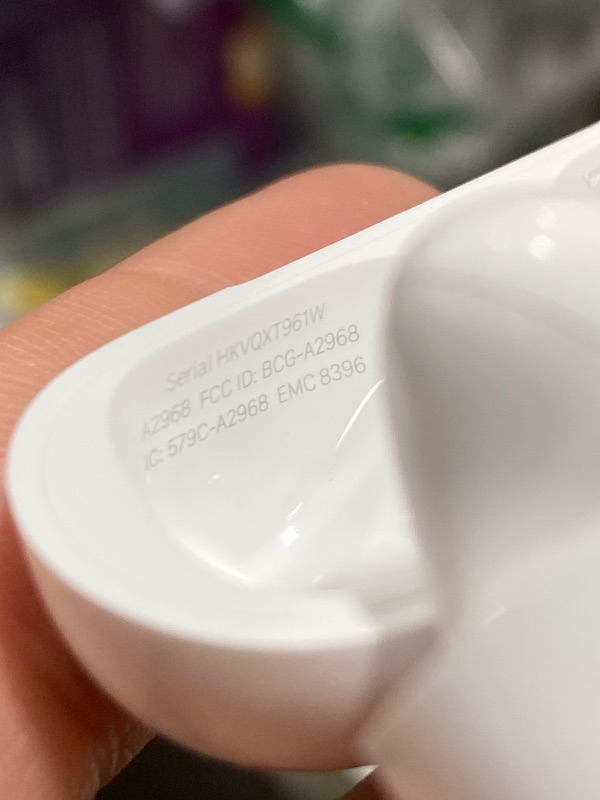 Serial HKVQXT961W
A2968 FCC ID: BCG-A2968
IC: 579C-A2968 EMC 8396